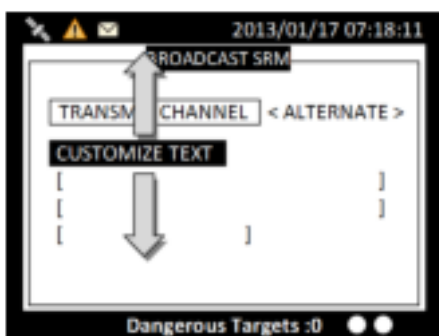 2013/01/17 07:18:11
BROADCAST SRM
TRANSM CHANNEL < ALTERNATE >
CUSTOMIZE TEXT
[ ]
[ ]
[ ]
Dangerous Targets :0